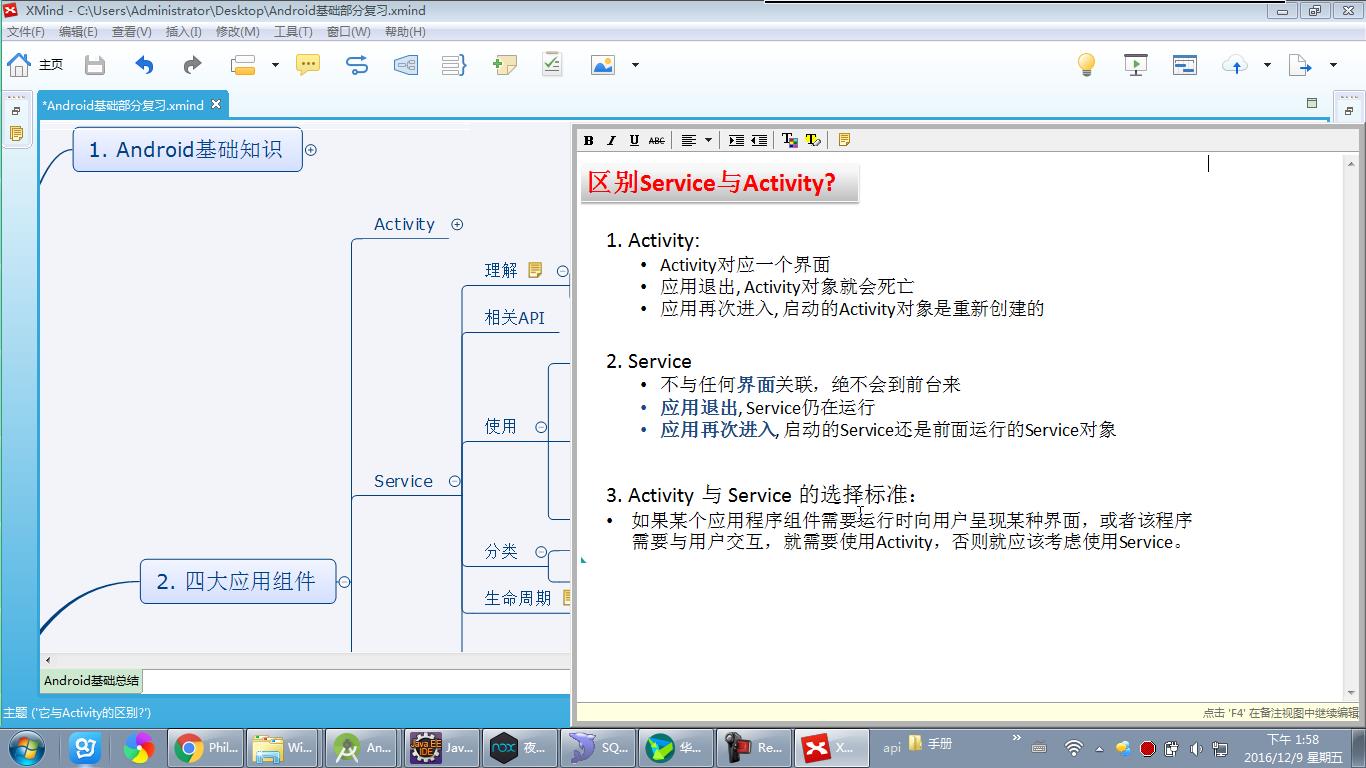 XMind - C:\Users\Administrator\Desktop\Android基础部分复习.xmind
文件(F) 编辑(E) 查看(V) 插入(I) 修改(M) 工具(T) 窗口(W) 帮助(H)
主页
*Android基础部分复习.xmind
B I U ABC
1. Android基础知识
Activity
理解
相关API
使用
Service
分类
2. 四大应用组件
生命周期
区别Service与Activity?
1. Activity:
• Activity对应一个界面
• 应用退出, Activity对象就会死亡
• 应用再次进入, 启动的Activity对象是重新创建的
2. Service
• 不与任何界面关联，绝不会到前台来
• 应用退出, Service仍在运行
• 应用再次进入, 启动的Service还是前面运行的Service对象
3. Activity 与 Service 的选择标准：
• 如果某个应用程序组件需要运行时向用户呈现某种界面，或者该程序
需要与用户交互，就需要使用Activity，否则就应该考虑使用Service。
Android基础总结
主题 ('它与Activity的区别?')
点击 'F4' 在备注视图中继续编辑
Phil... Wi... An... Jav... 夜... SQ... 华... Re... X... api 手册
下午 1:58
2016/12/9 星期五